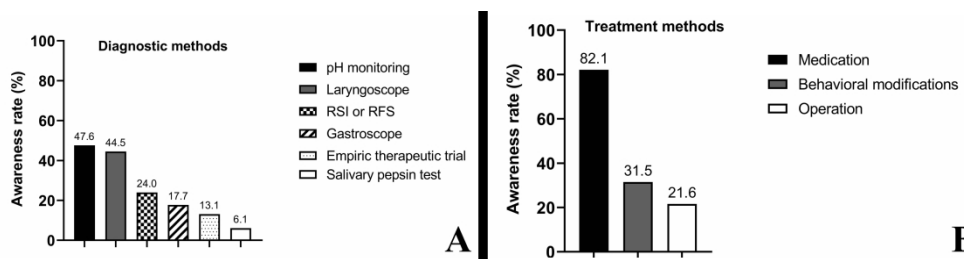 Diagnostic methods
Awareness rate (%)
100
80
60
40
20
0
47.6
44.5
24.0
17.7
13.1
6.1
pH monitoring
Laryngoscope
RSI or RFS
Gastroscope
Empiric therapeutic trial
Salivary pepsin test
A
Treatment methods
Awareness rate (%)
100
80
60
40
20
0
82.1
31.5
21.6
Medication
Behavioral modifications
Operation